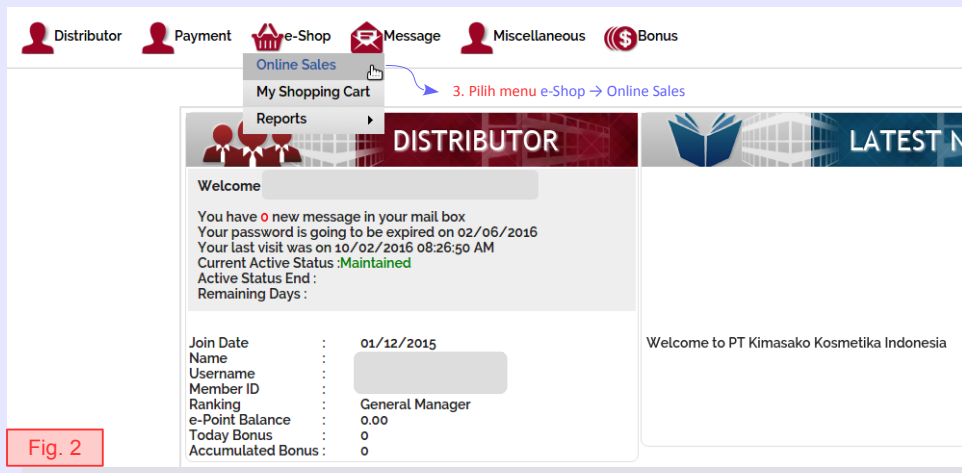 Distributor Payment e-Shop Message Miscellaneous Bonus
Online Sales
My Shopping Cart
Reports
3. Pilih menu e-Shop → Online Sales
DISTRIBUTOR
Welcome
You have 0 new message in your mail box
Your password is going to be expired on 02/06/2016
Your last visit was on 10/02/2016 08:26:50 AM
Current Active Status :Maintained
Active Status End :
Remaining Days :
Join Date : 01/12/2015
Name :
Username :
Member ID :
Ranking : General Manager
e-Point Balance : 0.00
Today Bonus : 0
Accumulated Bonus : 0
LATEST N
Welcome to PT Kimasako Kosmetika Indonesia
Fig. 2